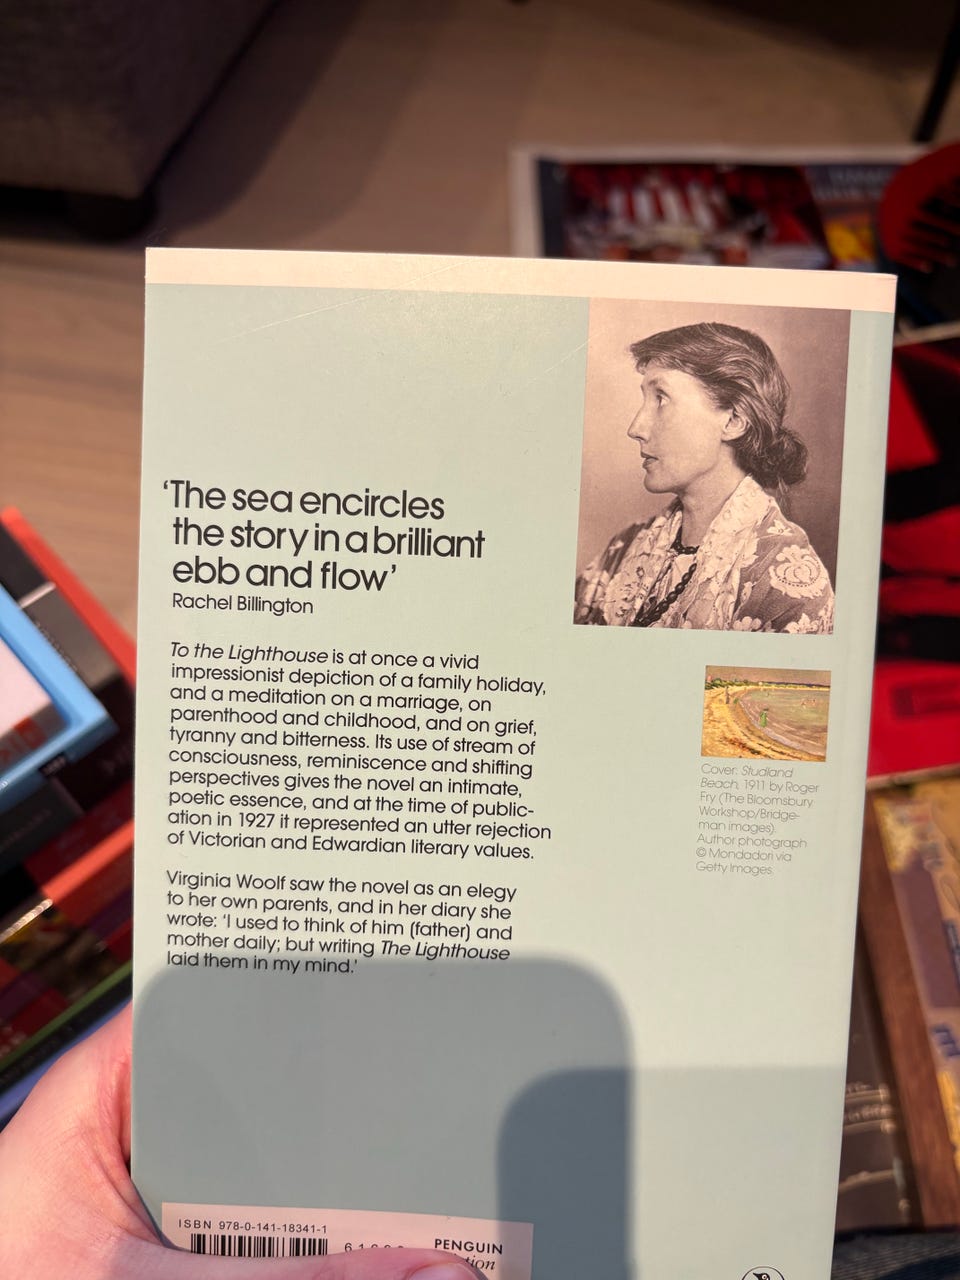 ‘The sea encircles
the story in a brilliant
ebb and flow’
Rachel Billington
To the Lighthouse is at once a vivid
impressionist depiction of a family holiday,
and a meditation on a marriage, on
parenthood and childhood, and on grief,
tyranny and bitterness. Its use of stream of
consciousness, reminiscence and shifting
perspectives gives the novel an intimate,
poetic essence, and at the time of public-
ation in 1927 it represented an utter rejection
of Victorian and Edwardian literary values.
Virginia Woolf saw the novel as an elegy
to her own parents, and in her diary she
wrote: ‘I used to think of him (father) and
mother daily; but writing The Lighthouse
laid them in my mind.’
Cover: Studland
Beach, 1911 by Roger
Fry (The Bloomsbury
Workshop/Bridge-
man images).
Author photograph
© Mondadori via
Getty Images.
ISBN 978-0-141-18341-1
PENGUIN